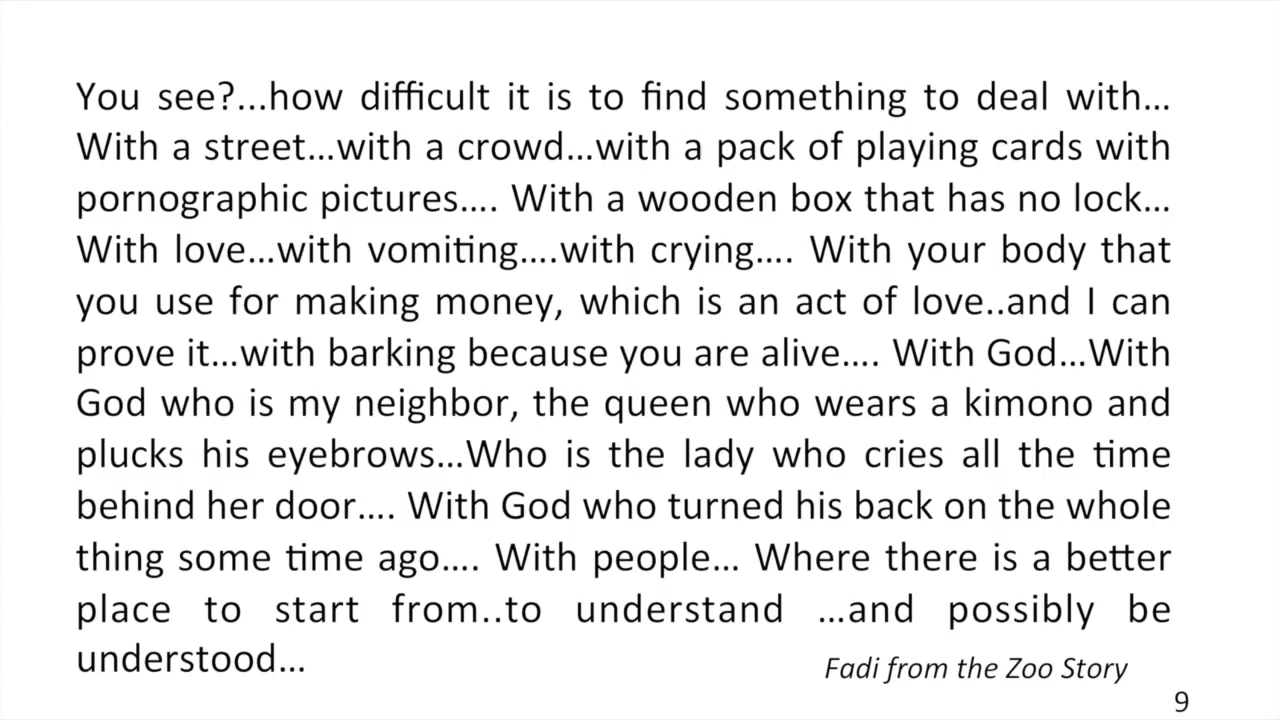 You see?...how difficult it is to find something to deal with…
With a street…with a crowd…with a pack of playing cards with
pornographic pictures…. With a wooden box that has no lock…
With love…with vomiting….with crying…. With your body that
you use for making money, which is an act of love..and I can
prove it…with barking because you are alive…. With God…With
God who is my neighbor, the queen who wears a kimono and
plucks his eyebrows…Who is the lady who cries all the time
behind her door…. With God who turned his back on the whole
thing some time ago…. With people… Where there is a better
place to start from..to understand …and possibly be
understood…
Fadi from the Zoo Story
9